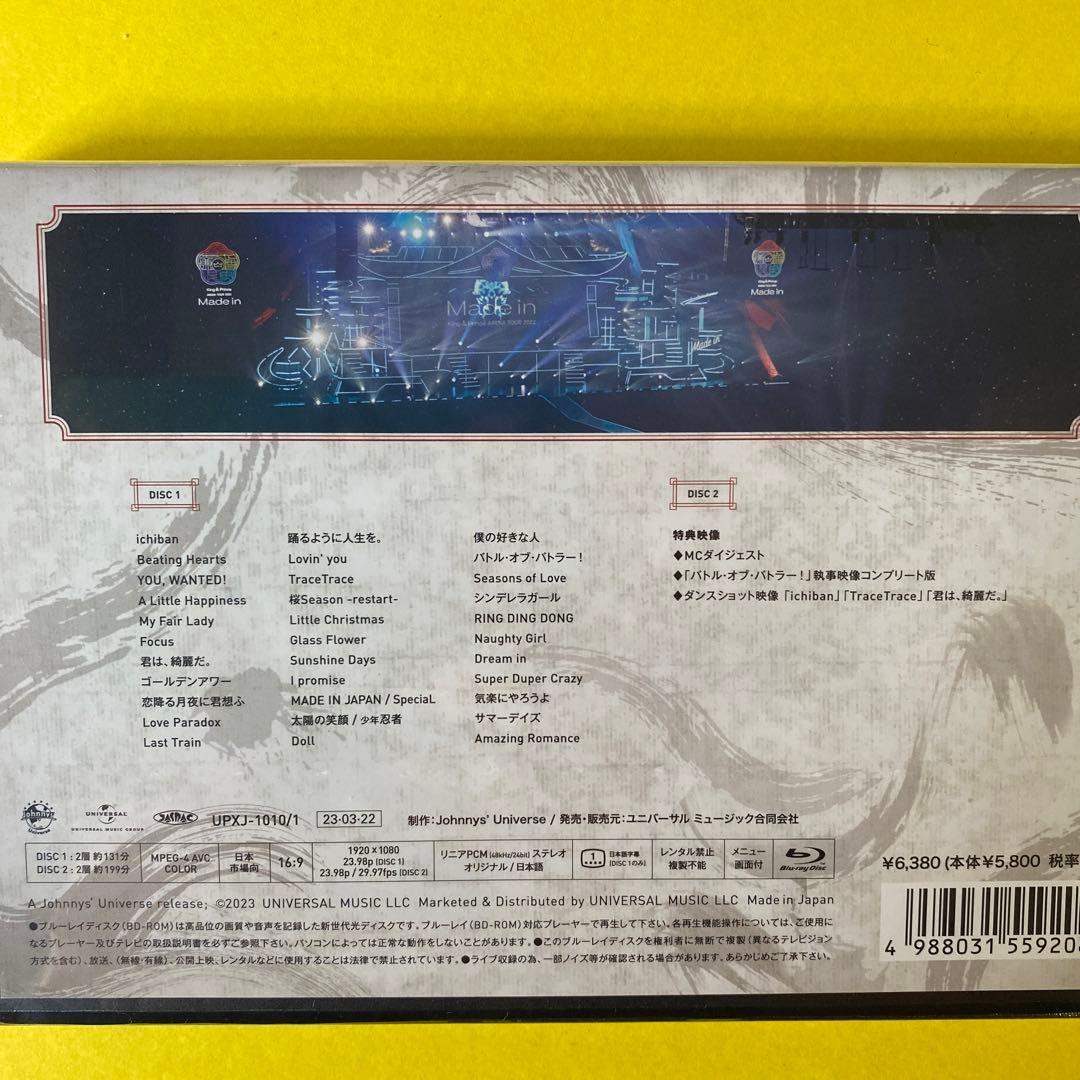 King & Prince
Made in
Made in
King & Prince ARENA TOUR 2022
King & Prince
Made in
Made in
DISC 1
ichiban
Beating Hearts
YOU, WANTED!
A Little Happiness
My Fair Lady
Focus
君は、綺麗だ。
ゴールデンアワー
恋降る月夜に君想ふ
Love Paradox
Last Train
踊るように人生を。
Lovin' you
TraceTrace
桜Season -restart-
Little Christmas
Glass Flower
Sunshine Days
I promise
MADE IN JAPAN / SpeciaL
太陽の笑顔 / 少年忍者
Doll
僕の好きな人
バトル・オブ・バトラー！
Seasons of Love
シンデレラガール
RING DING DONG
Naughty Girl
Dream in
Super Duper Crazy
気楽にやろうよ
サマーデイズ
Amazing Romance
DISC 2
特典映像
◆MCダイジェスト
◆「バトル・オブ・バトラー！」執事映像コンプリート版
◆ダンスショット映像 「ichiban」「TraceTrace」「君は、綺麗だ。」
Johnnys' Universe
UNIVERSAL
UNIVERSAL MUSIC GROUP
JASRAC
UPXJ-1010/1
23·03·22
制作：Johnnys' Universe / 発売・販売元：ユニバーサル ミュージック合同会社
DISC 1 : 2層 約131分
DISC 2 : 2層 約199分
MPEG-4 AVC
COLOR
日本
市場向
16:9
1920×1080
23.98p [DISC 1]
23.98p / 29.97fps [DISC 2]
リニアPCM (48kHz/24bit) ステレオ
オリジナル / 日本語
1
日本語字幕
[DISC 1のみ]
レンタル禁止
複製不能
メニュー
画面付
Blu-ray Disc
¥6,380 (本体¥5,800 税率
A Johnnys' Universe release; ©2023 UNIVERSAL MUSIC LLC Marketed & Distributed by UNIVERSAL MUSIC LLC Made in Japan
●ブルーレイディスク(BD-ROM)は高品位の画質や音声を記録した新世代光ディスクです。ブルーレイ(BD-ROM)対応プレーヤーで再生して下さい。各再生機能操作については、ご使用に
なるプレーヤー及びテレビの取扱説明書を必ずご参照下さい。パソコンによっては正常な動作をしないことがあります。●このブルーレイディスクを権利者に無断で複製(異なるテレビジョン
方式を含む)、放送、(無線・有線)、公開上映、レンタルなどに使用することは法律で禁止されています。●ライブ収録の為、一部ノイズ等が確認される場合があります。あらかじめご了承下さい。
4 988031 559208